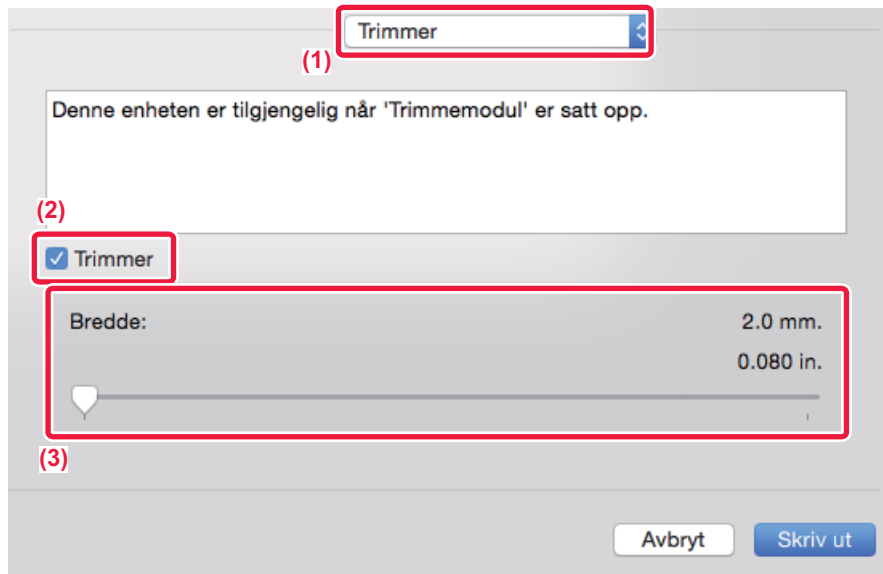 Trimmer
(1)
Denne enheten er tilgjengelig når 'Trimmemodul' er satt opp.
(2)
Trimmer
Bredde:
2.0 mm.
0.080 in.
(3)
Avbryt
Skriv ut